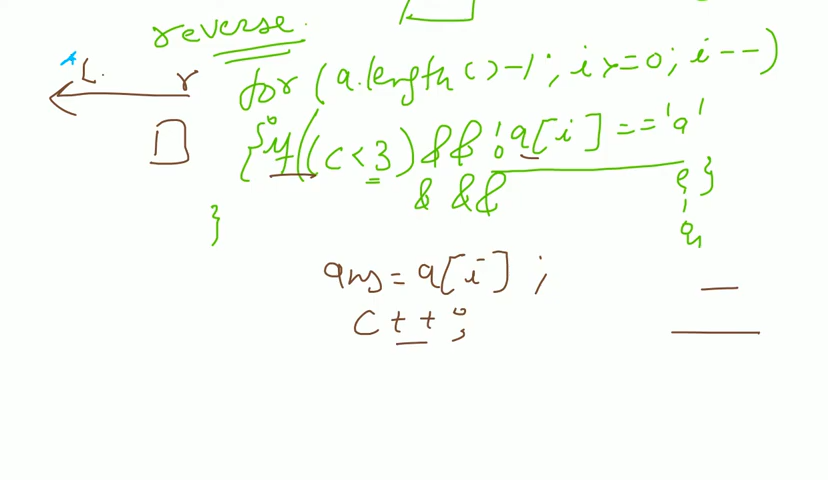 reverse.
L. r
for (a.length()-1; i>=0; i--)
{if((c<3) && !a[i]=='a'
& && e }
i
} u
ans = a[i] ;
c++;